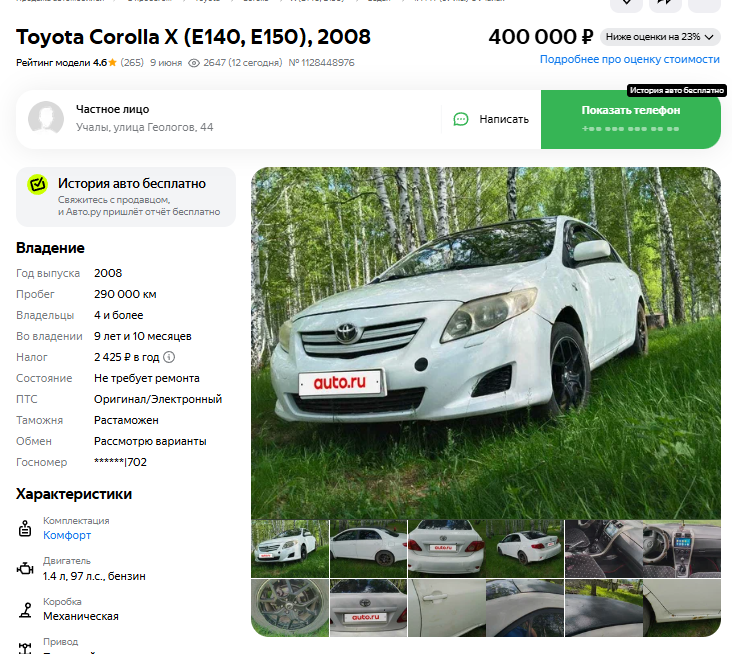 Toyota Corolla X (E140, E150), 2008
400 000 ₽ Ниже оценки на 23%
Рейтинг модели 4.6 (265) 9 июня 2647 (12 сегодня) № 1128448976
Подробнее про оценку стоимости
История авто бесплатно
Частное лицо
Учалы, улица Геологов, 44
Написать
Показать телефон
История авто бесплатно
Свяжитесь с продавцом,
и Авто.ру пришлёт отчёт бесплатно
Владение
Год выпуска 2008
Пробег 290 000 км
Владельцы 4 и более
Во владении 9 лет и 10 месяцев
Налог 2 425 ₽ в год
Состояние Не требует ремонта
ПТС Оригинал/Электронный
Таможня Растаможен
Обмен Рассмотрю варианты
Госномер ******|702
Характеристики
Комплектация
Комфорт
Двигатель
1.4 л, 97 л.с., бензин
Коробка
Механическая
Привод
auto.ru
auto.ru
auto.ru